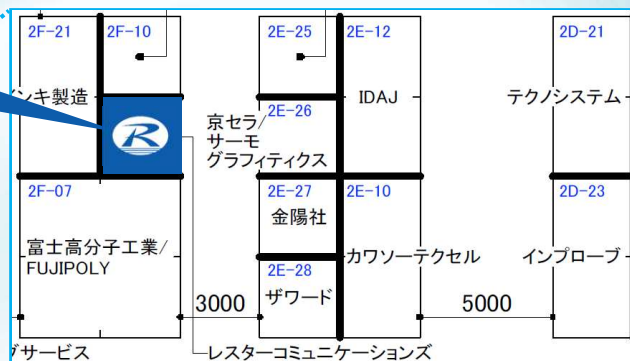 2F-21
2F-10
2E-25
2E-12
2D-21
ンキ製造
R
2E-26
京セラ/
サーモ
グラフィティクス
IDAJ
テクノシステム
2F-07
2E-27
2E-10
2D-23
金陽社
富士高分子工業/
FUJIPOLY
カワソーテクセル
インプローブ
2E-28
ザワード
3000
5000
サービス
レスターコミュニケーションズ